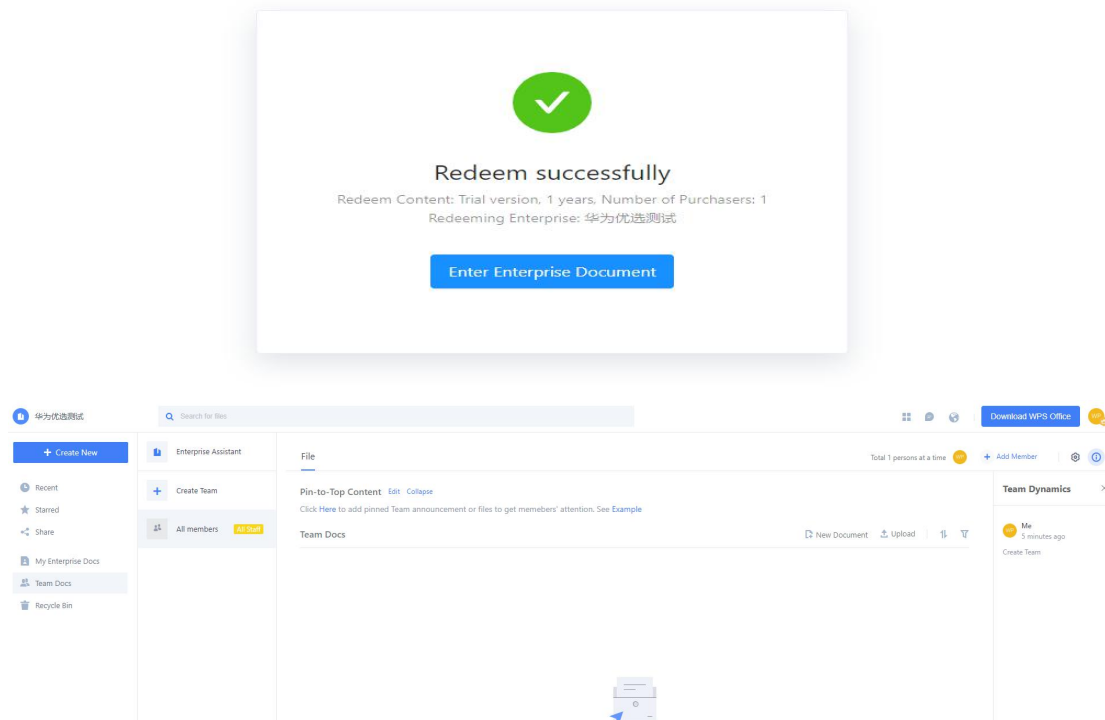 Redeem successfully
Redeem Content: Trial version, 1 years, Number of Purchasers: 1
Redeeming Enterprise: 华为优选测试
Enter Enterprise Document
华为优选测试
Search for files
Download WPS Office
WP
+ Create New
Recent
Starred
Share
My Enterprise Docs
Team Docs
Recycle Bin
Enterprise Assistant
+ Create Team
All members All Staff
File
Total 1 persons at a time WP + Add Member
Pin-to-Top Content Edit Collapse
Click Here to add pinned Team announcement or files to get memebers' attention. See Example
Team Docs
New Document Upload
Team Dynamics
WP Me
5 minutes ago
Create Team